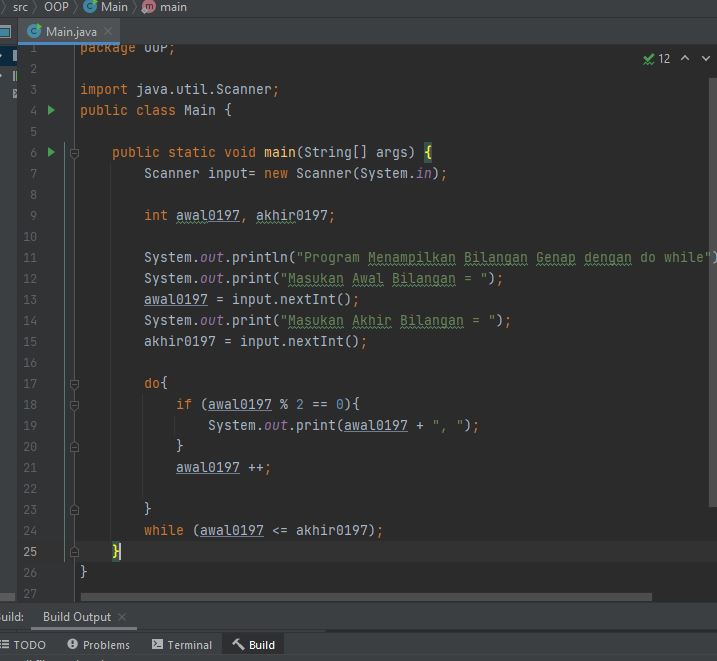 src OOP Main main
Main.java
1 package OOP;
2
3 import java.util.Scanner;
4 public class Main {
5
6 public static void main(String[] args) {
7 Scanner input= new Scanner(System.in);
8
9 int awal0197, akhir0197;
10
11 System.out.println("Program Menampilkan Bilangan Genap dengan do while")
12 System.out.print("Masukan Awal Bilangan = ");
13 awal0197 = input.nextInt();
14 System.out.print("Masukan Akhir Bilangan = ");
15 akhir0197 = input.nextInt();
16
17 do{
18 if (awal0197 % 2 == 0){
19 System.out.print(awal0197 + ", ");
20 }
21 awal0197 ++;
22
23 }
24 while (awal0197 <= akhir0197);
25 }
26 }
27
12
uild: Build Output
TODO Problems Terminal Build